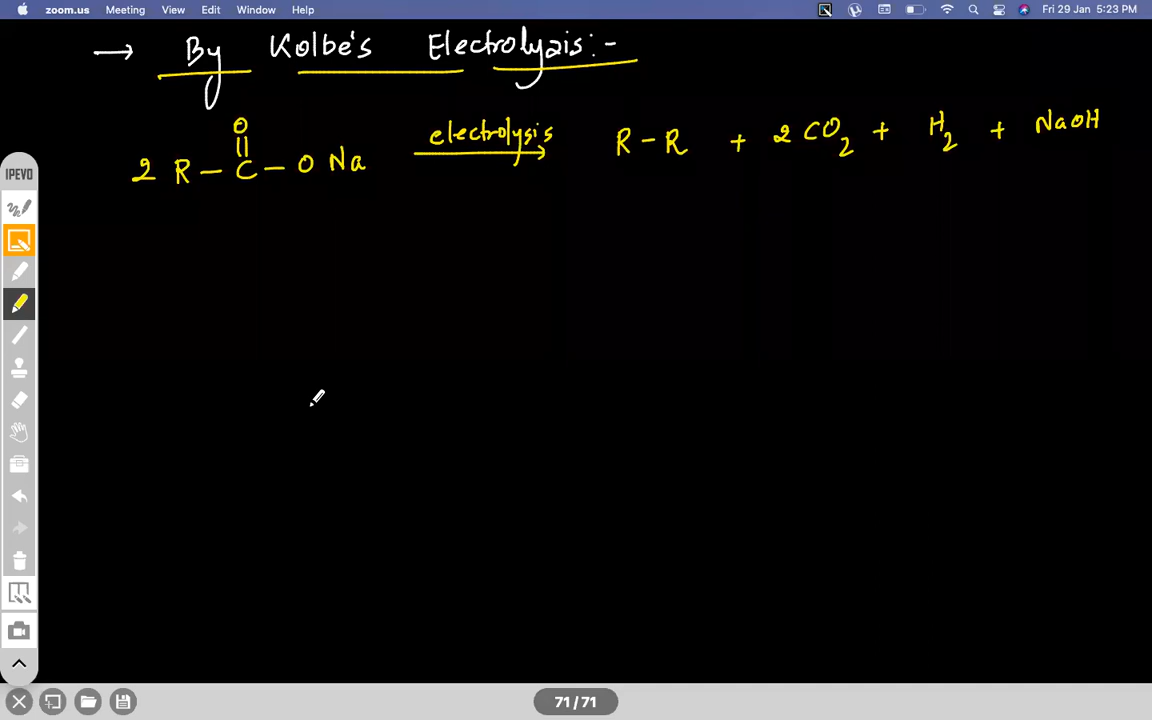 zoom.us Meeting View Edit Window Help Fri 29 Jan 5:23 PM
→ By Kolbe's Electrolysis:-
O
2 R - C - O Na electrolysis → R - R + 2 CO2 + H2 + NaOH
IPEVO
71 / 71